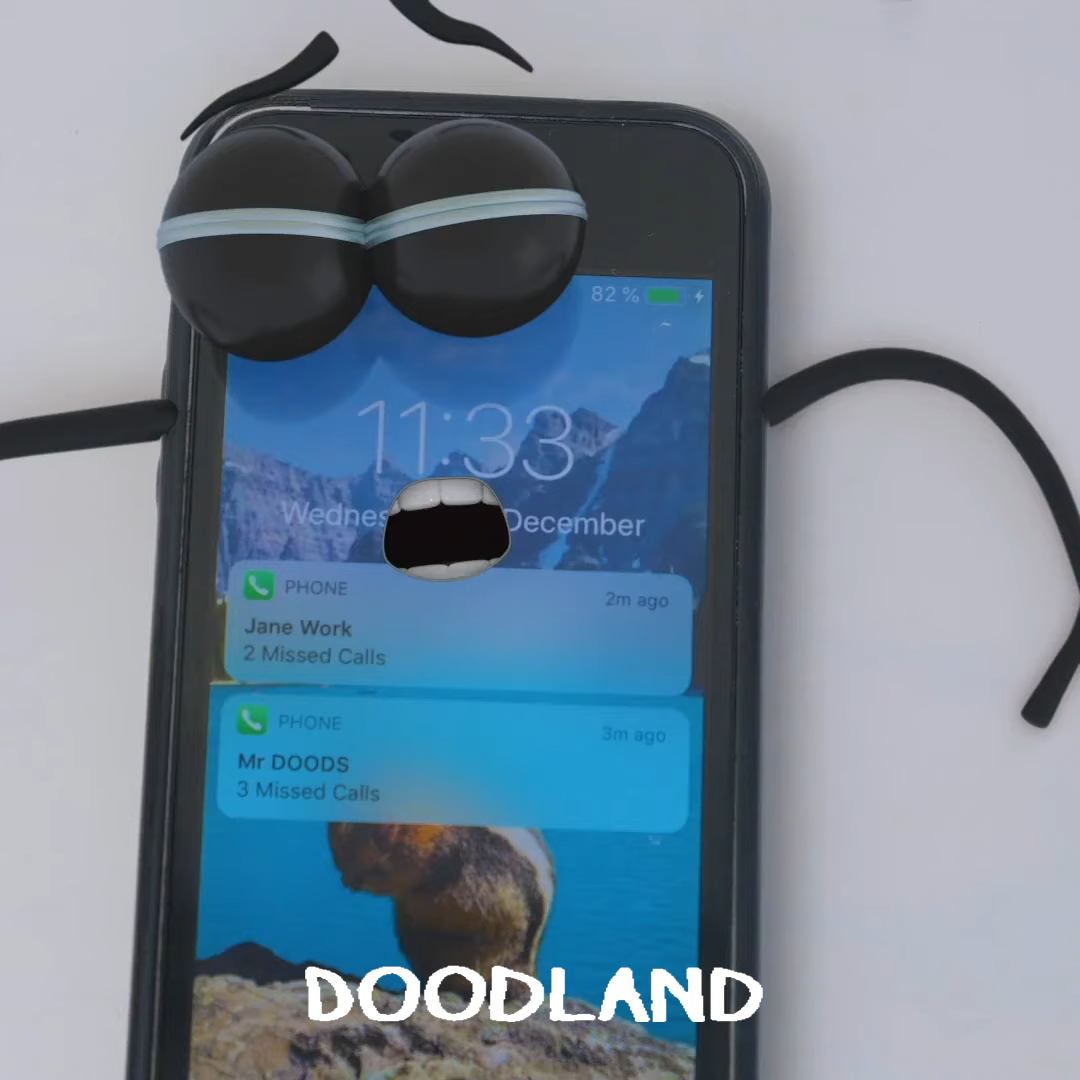 82 %
11:33
Wednes December
PHONE 2m ago
Jane Work
2 Missed Calls
PHONE 3m ago
Mr DOODS
3 Missed Calls
DOODLAND